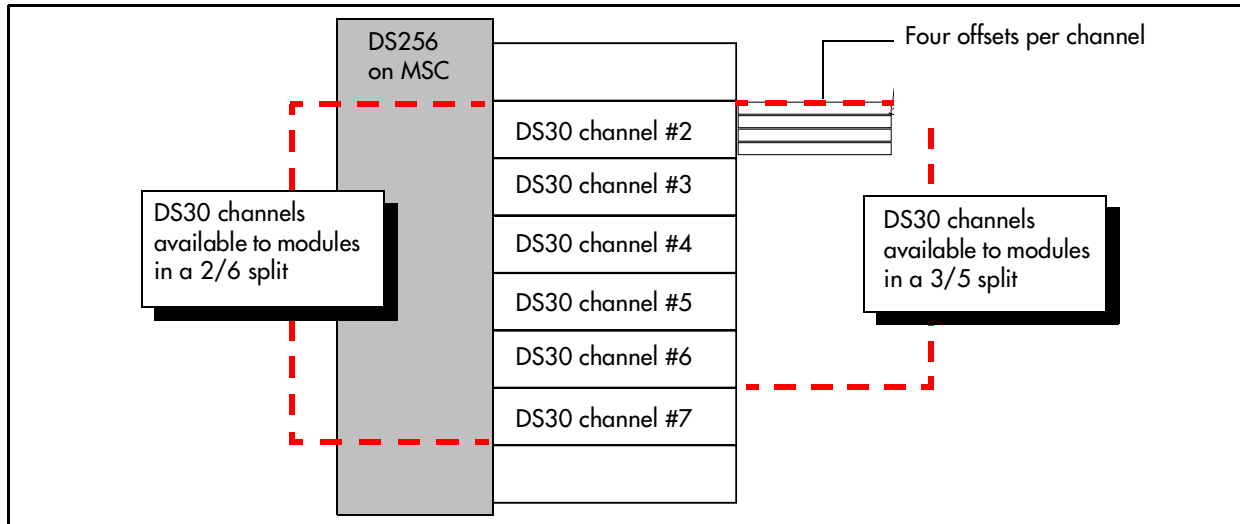 DS256
on MSC
Four offsets per channel
DS30 channel #2
DS30 channel #3
DS30 channel #4
DS30 channel #5
DS30 channel #6
DS30 channel #7
DS30 channels
available to modules
in a 2/6 split
DS30 channels
available to modules
in a 3/5 split